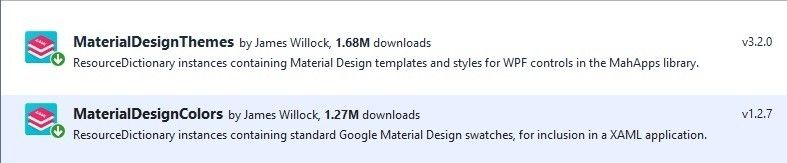 MaterialDesignThemes by James Willock, 1.68M downloads v3.2.0
ResourceDictionary instances containing Material Design templates and styles for WPF controls in the MahApps library.
MaterialDesignColors by James Willock, 1.27M downloads v1.2.7
ResourceDictionary instances containing standard Google Material Design swatches, for inclusion in a XAML application.